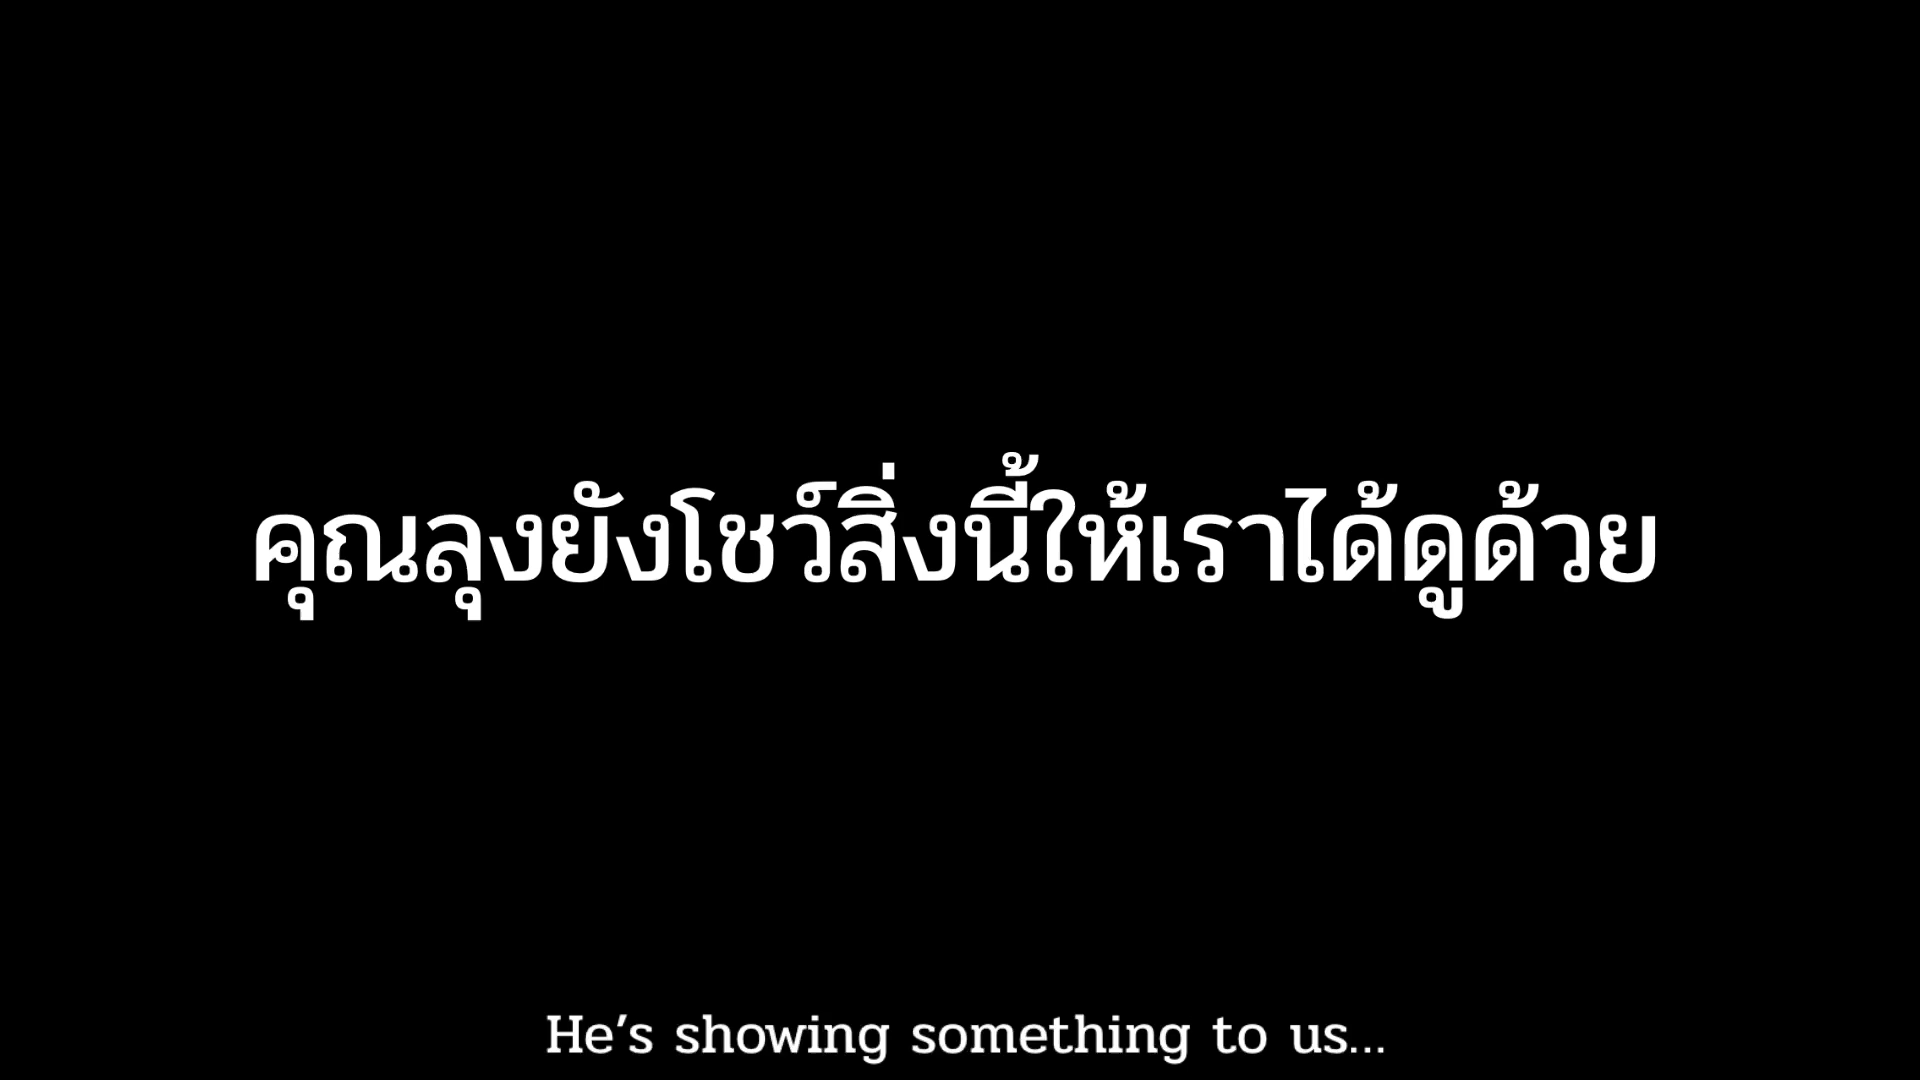 คุณลุงยังโชว์สิ่งนี้ให้เราได้ดูด้วย
He’s showing something to us...